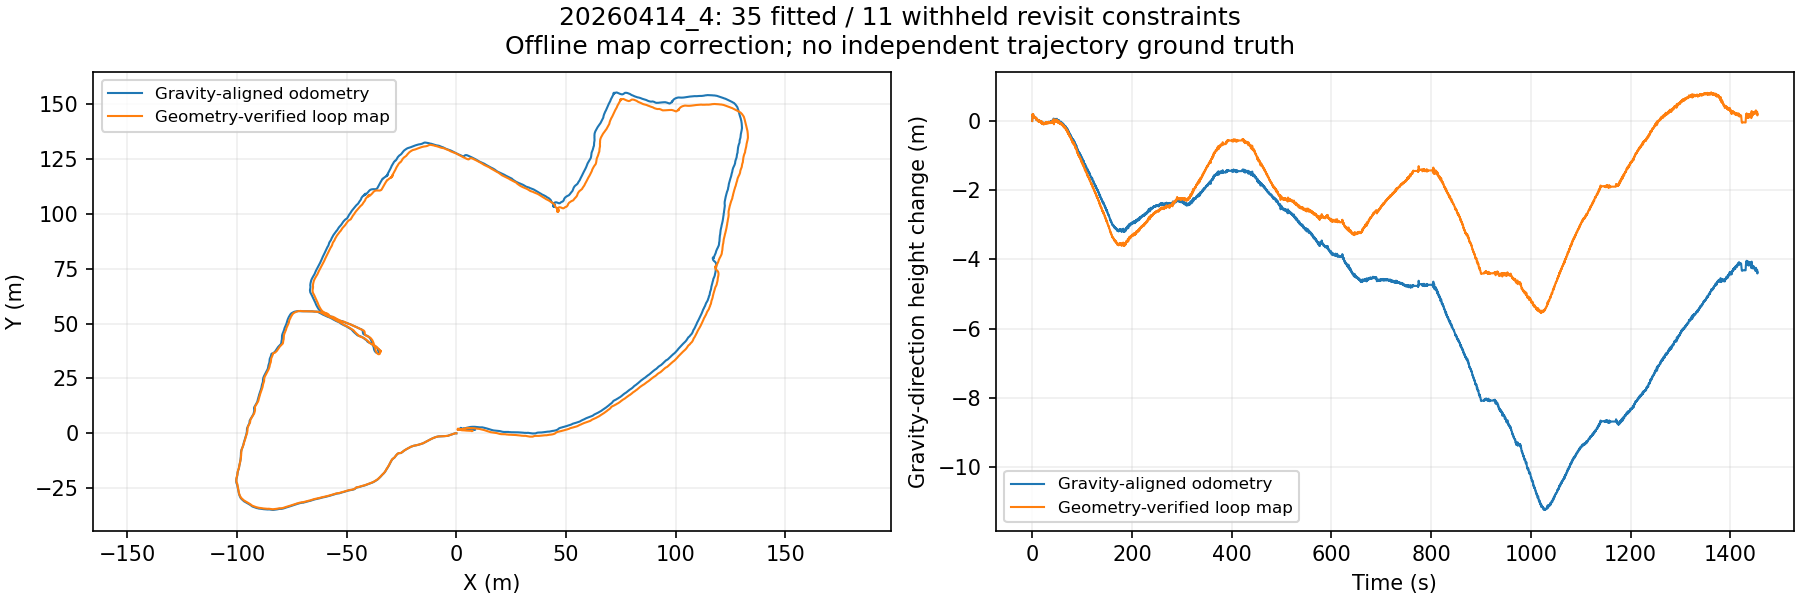 20260414_4: 35 fitted / 11 withheld revisit constraints
Offline map correction; no independent trajectory ground truth
Gravity-aligned odometry
Geometry-verified loop map
150
125
100
75
50
25
0
−25
−150
−100
−50
0
50
100
150
X (m)
Y (m)
Gravity-direction height change (m)
0
−2
−4
−6
−8
−10
Gravity-aligned odometry
Geometry-verified loop map
0
200
400
600
800
1000
1200
1400
Time (s)